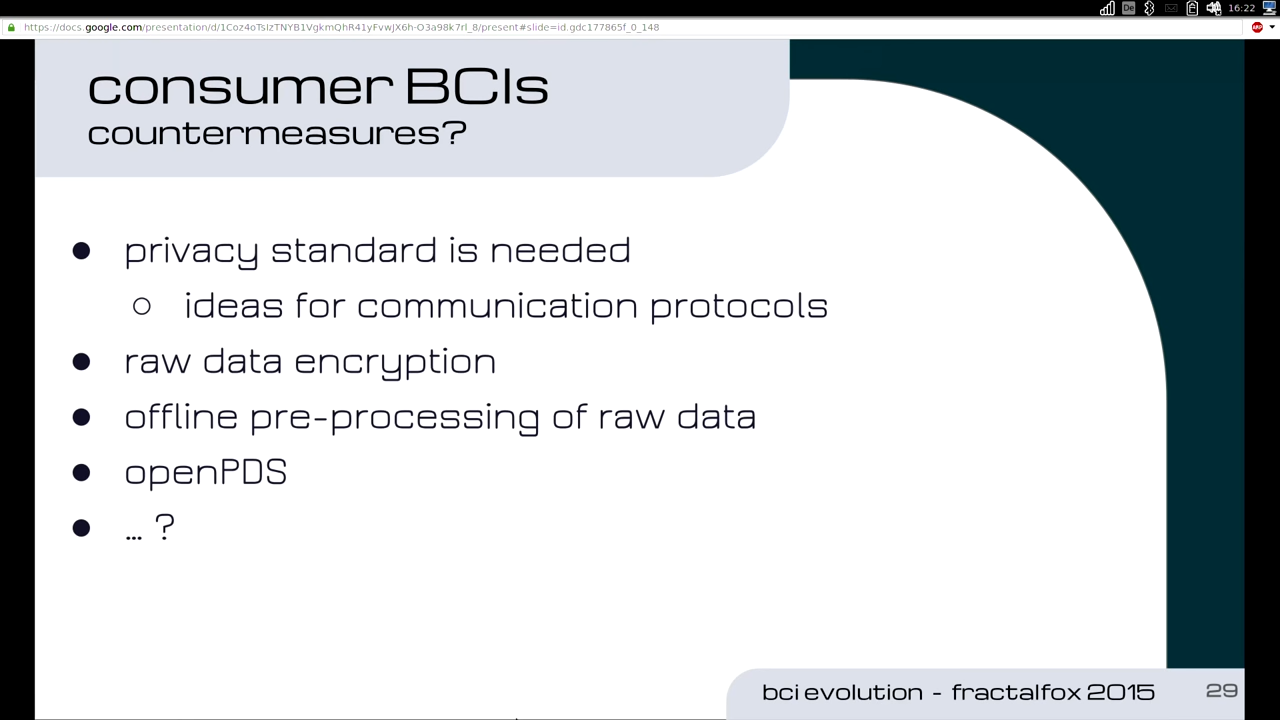 De
16:22
https://docs.google.com/presentation/d/1Coz4oTsIzTNYB1VgkmQhR41yFvwJX6h-O3a98k7rl_8/present#slide=id.gdc177865f_0_148
ABP
consumer BCIs
countermeasures?
● privacy standard is needed
○ ideas for communication protocols
● raw data encryption
● offline pre-processing of raw data
● openPDS
● ... ?
bci evolution - fractalfox 2015
29